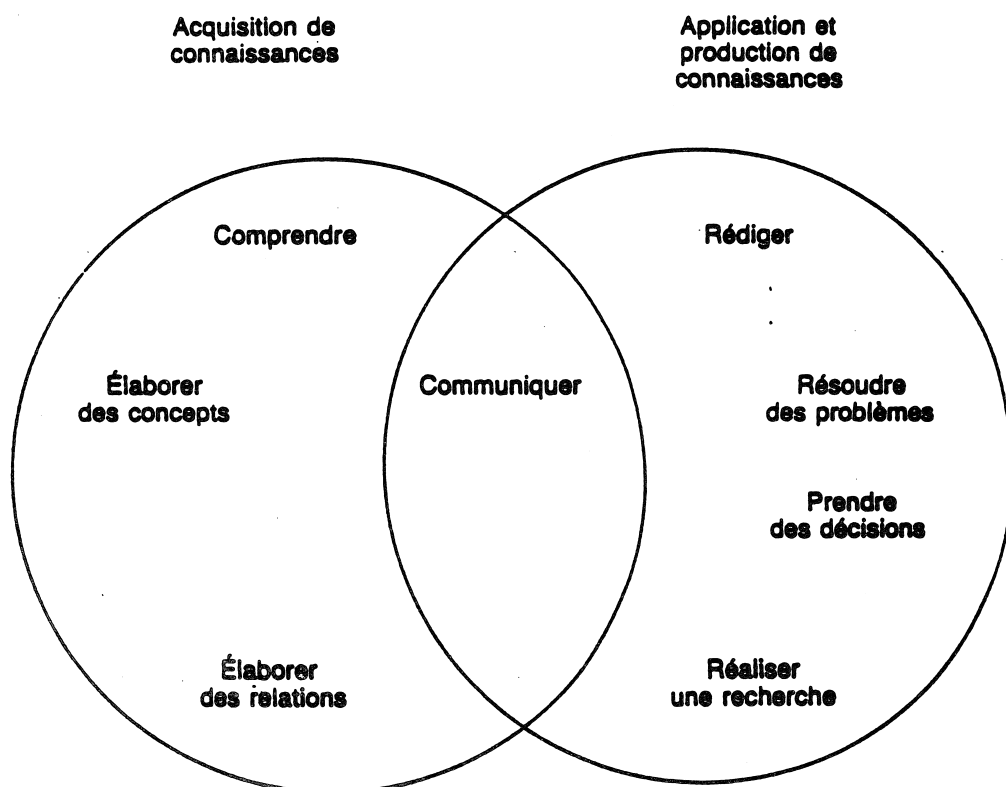 Acquisition de
connaissances
Application et
production de
connaissances
Comprendre
Rédiger
Élaborer
des concepts
Communiquer
Résoudre
des problèmes
Prendre
des décisions
Élaborer
des relations
Réaliser
une recherche